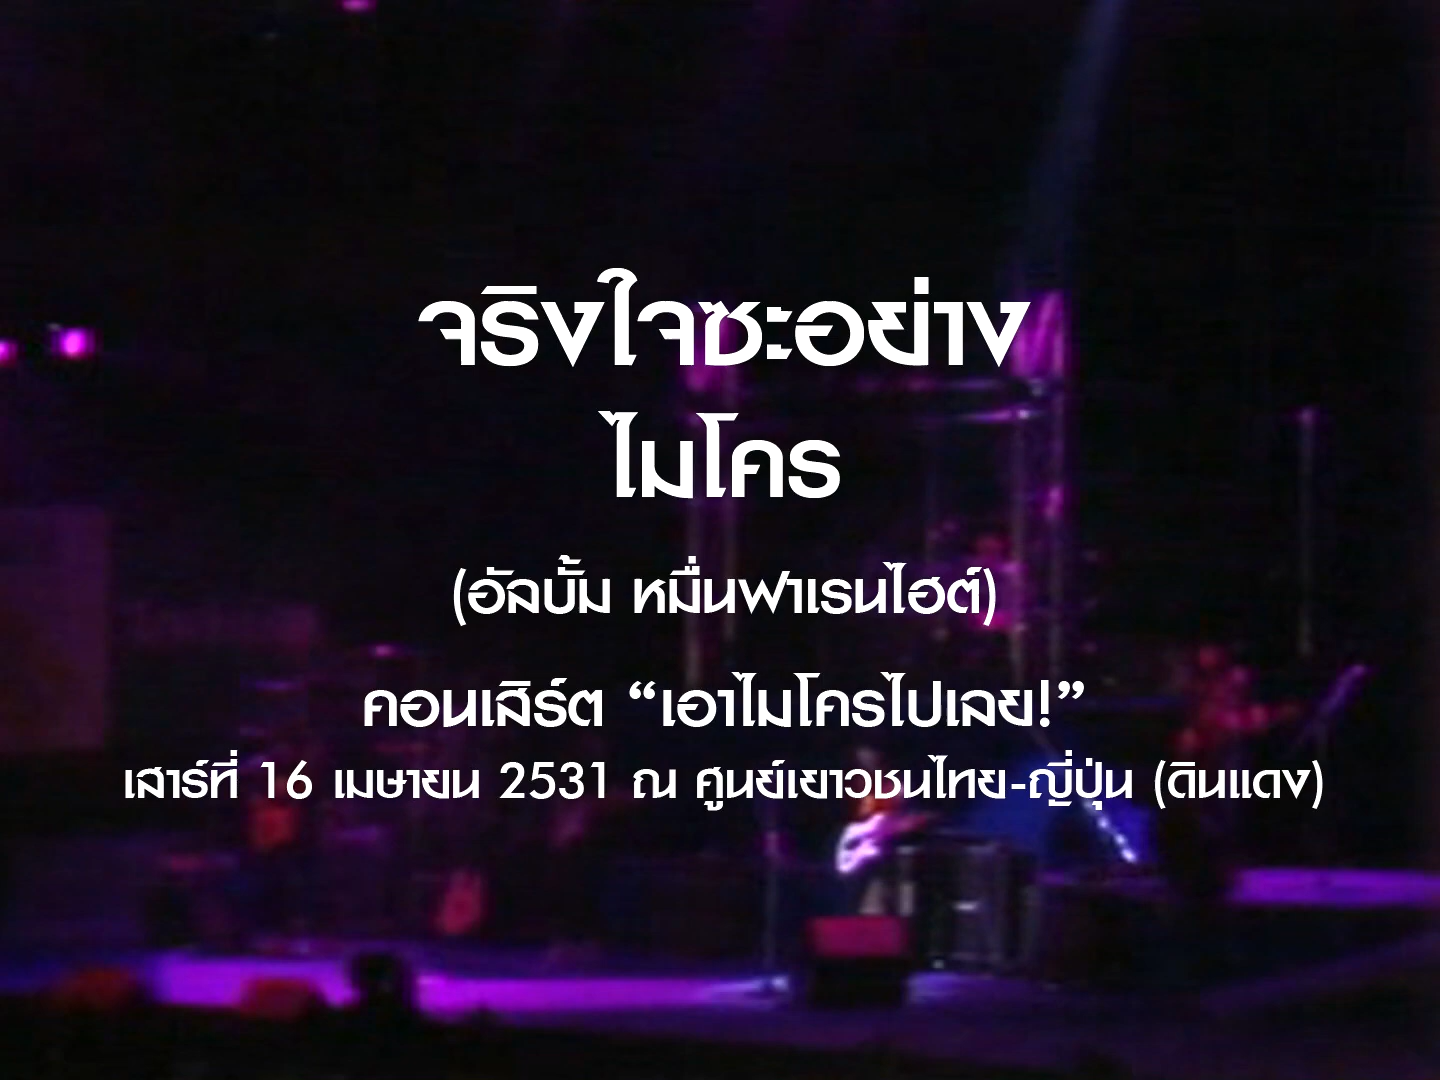 จริงใจซะอย่าง
ไมโคร
(อัลบั้ม หมื่นฟาเรนไฮต์)
คอนเสิร์ต “เอาไมโครไปเลย!”
เสาร์ที่ 16 เมษายน 2531 ณ ศูนย์เยาวชนไทย-ญี่ปุ่น (ดินแดง)